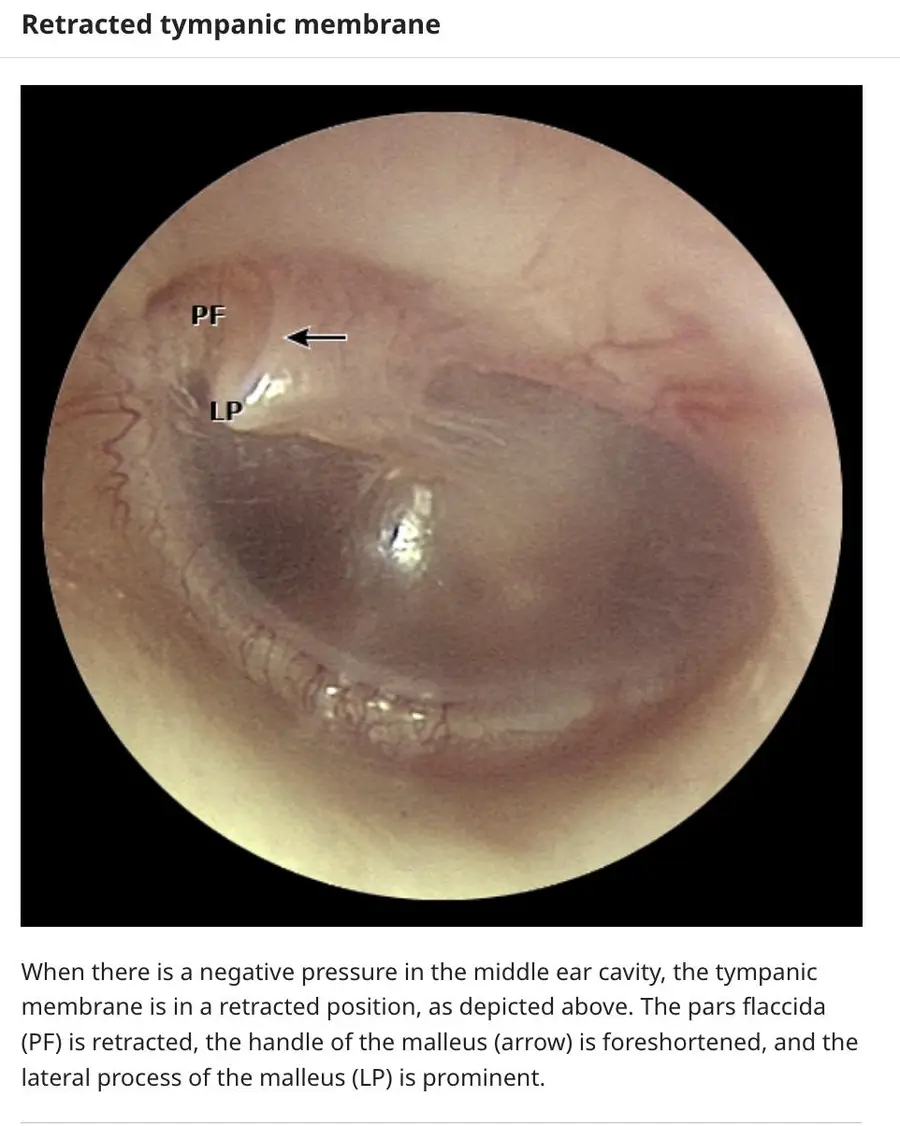 Retracted tympanic membrane
PF
LP
When there is a negative pressure in the middle ear cavity, the tympanic
membrane is in a retracted position, as depicted above. The pars flaccida
(PF) is retracted, the handle of the malleus (arrow) is foreshortened, and the
lateral process of the malleus (LP) is prominent.